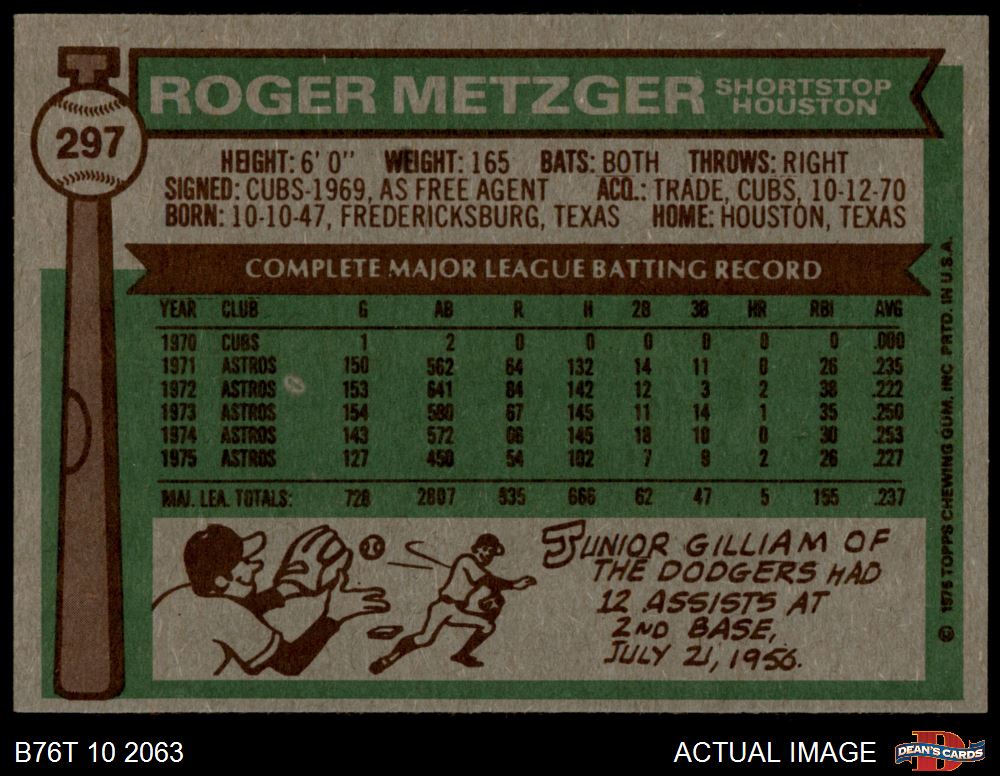 297
ROGER METZGER SHORTSTOP
HOUSTON
HEIGHT: 6' 0" WEIGHT: 165 BATS: BOTH THROWS: RIGHT
SIGNED: CUBS-1969, AS FREE AGENT ACQ.: TRADE, CUBS, 10-12-70
BORN: 10-10-47, FREDERICKSBURG, TEXAS HOME: HOUSTON, TEXAS
COMPLETE MAJOR LEAGUE BATTING RECORD
YEAR CLUB G AB R H 2B 3B HR RBI AVG
1970 CUBS 1 2 0 0 0 0 0 0 .000
1971 ASTROS 150 562 64 132 14 11 0 26 .235
1972 ASTROS 153 641 84 142 12 3 2 38 .222
1973 ASTROS 154 580 67 145 11 14 1 35 .250
1974 ASTROS 143 572 66 145 18 10 0 30 .253
1975 ASTROS 127 450 54 102 7 9 2 26 .227
MAJ. LEA. TOTALS: 728 2807 335 666 62 47 5 155 .237
JUNIOR GILLIAM OF
THE DODGERS HAD
12 ASSISTS AT
2ND BASE,
JULY 21, 1956.
© 1976 TOPPS CHEWING GUM, INC. PRTD. IN U.S.A.
B76T 10 2063
ACTUAL IMAGE
DEAN'S CARDS